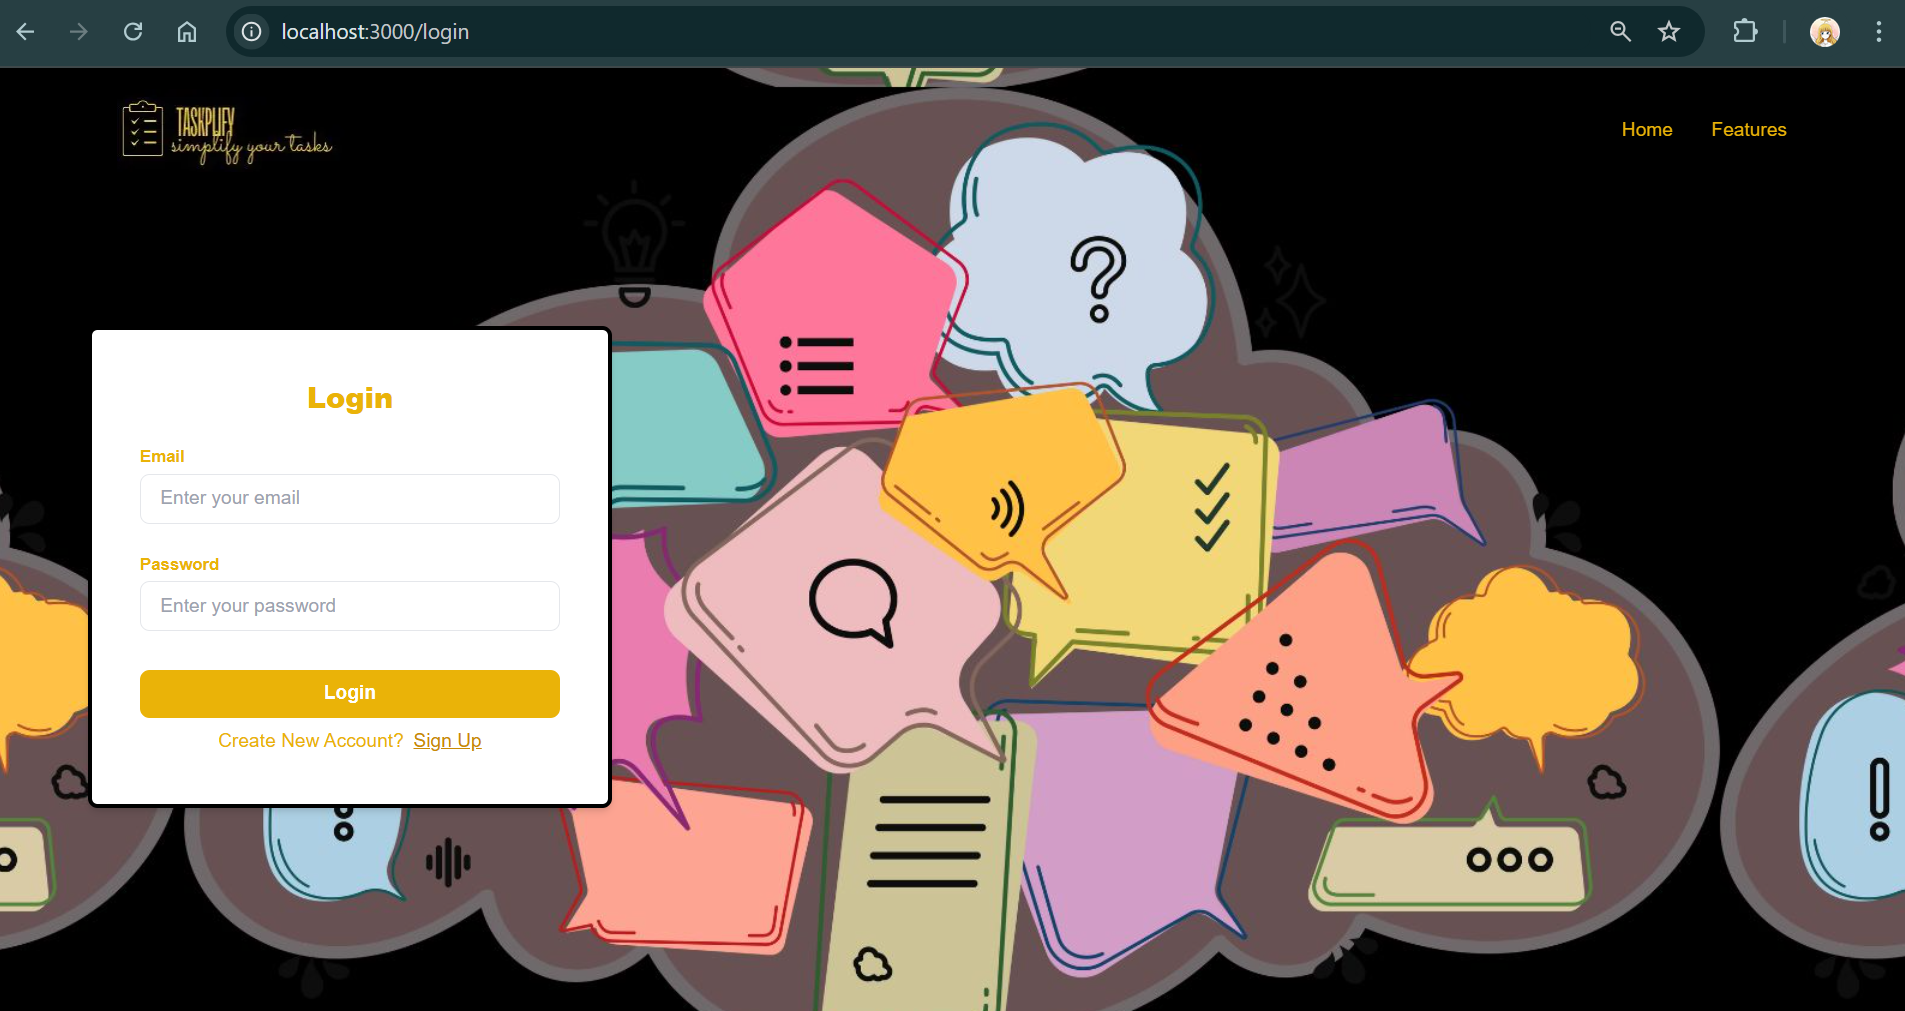 localhost:3000/login
TASKPLIFY
simplify your tasks
Home
Features
Login
Email
Enter your email
Password
Enter your password
Login
Create New Account? Sign Up